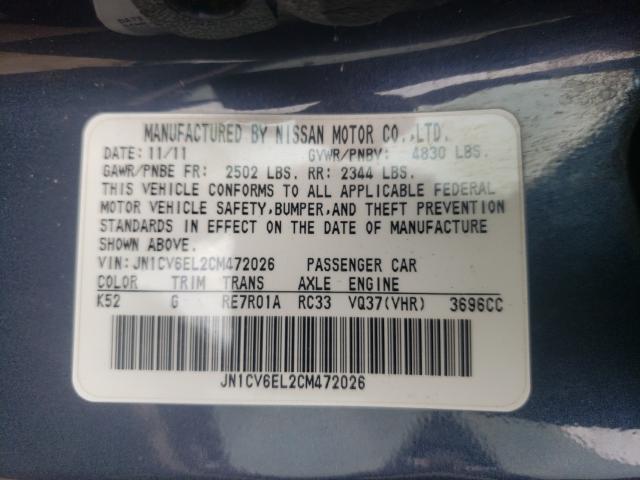 MANUFACTURED BY NISSAN MOTOR CO.,LTD.
DATE: 11/11 GVWR/PNBV: 4830 LBS.
GAWR/PNBE FR: 2502 LBS. RR: 2344 LBS.
THIS VEHICLE CONFORMS TO ALL APPLICABLE FEDERAL
MOTOR VEHICLE SAFETY,BUMPER,AND THEFT PREVENTION
STANDARDS IN EFFECT ON THE DATE OF MANUFACTURE
SHOWN ABOVE.
VIN: JN1CV6EL2CM472026 PASSENGER CAR
COLOR TRIM TRANS AXLE ENGINE
K52 G RE7R01A RC33 VQ37(VHR) 3696CC
JN1CV6EL2CM472026